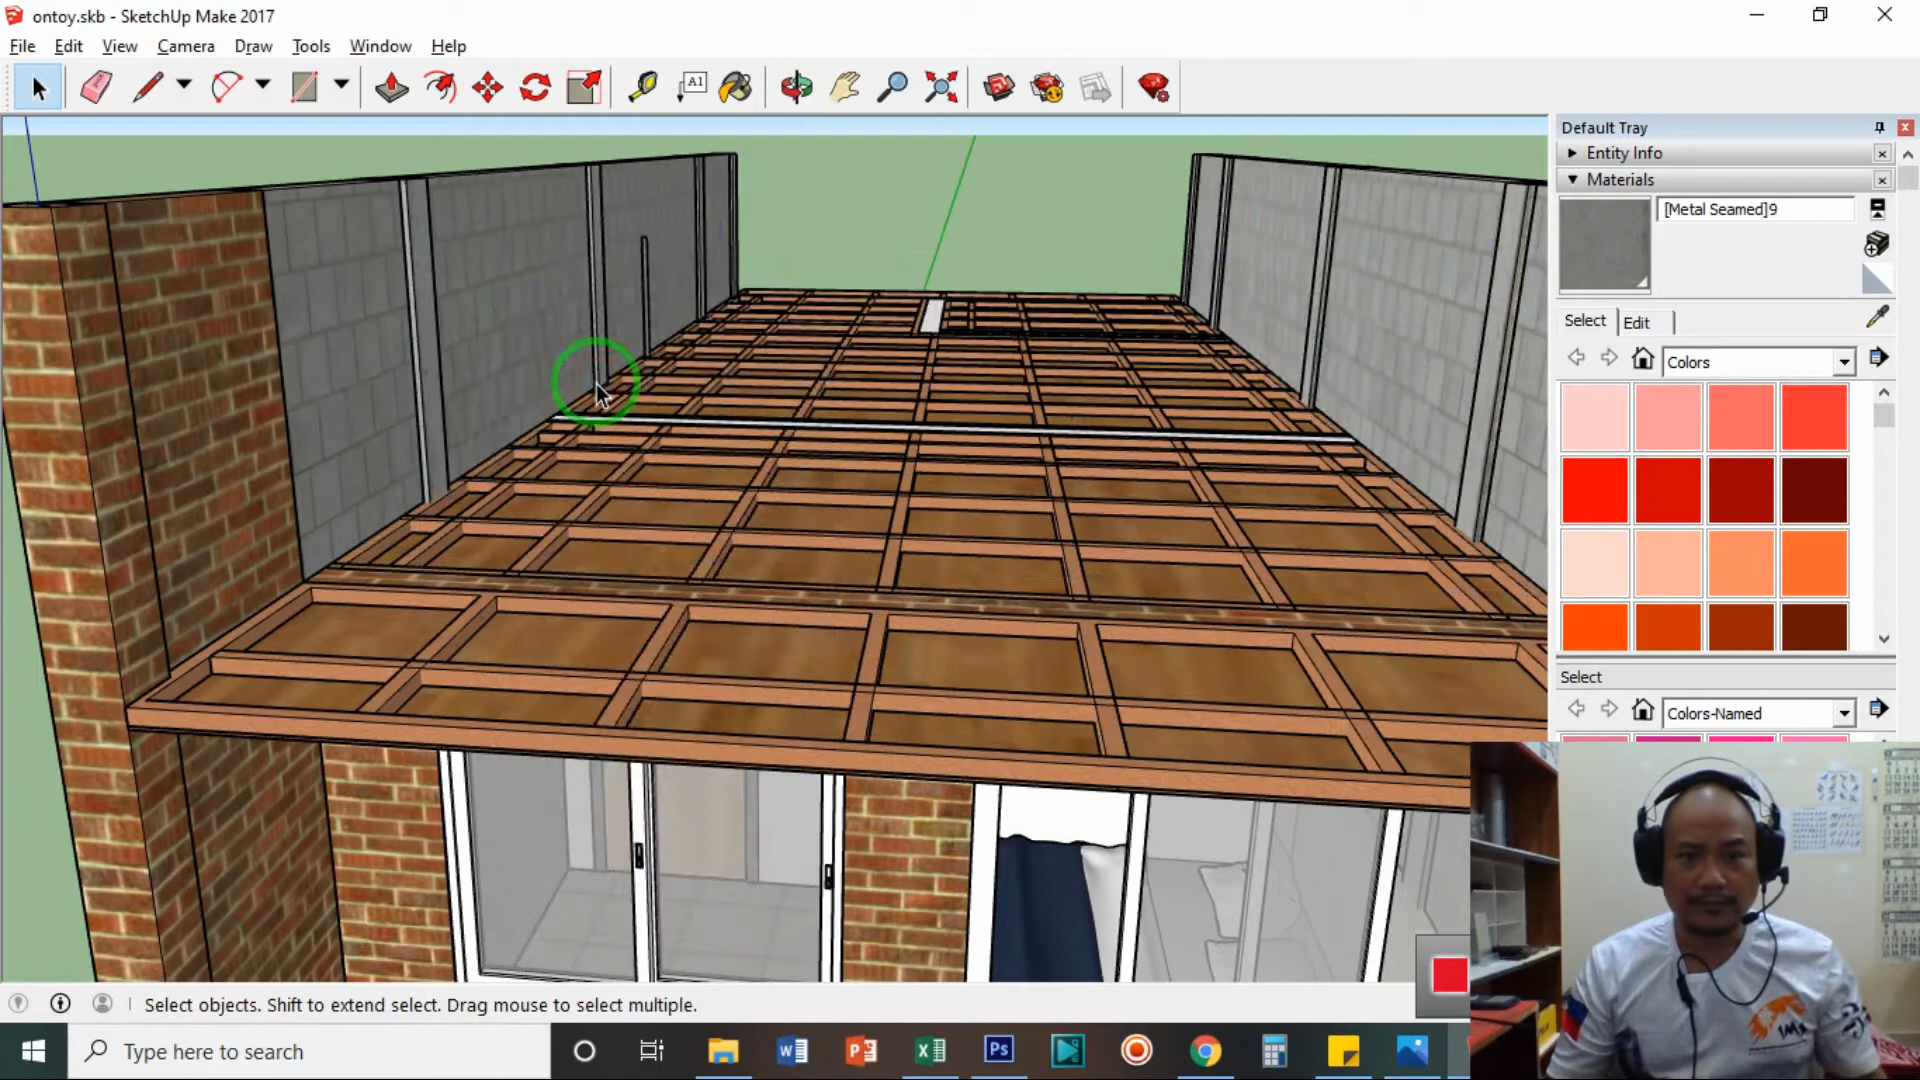 ontoy.skb - SketchUp Make 2017
File Edit View Camera Draw Tools Window Help
A1
Default Tray
Entity Info
Materials
[Metal Seamed]9
Select Edit
Colors
Select
Colors-Named
Select objects. Shift to extend select. Drag mouse to select multiple.
Type here to search